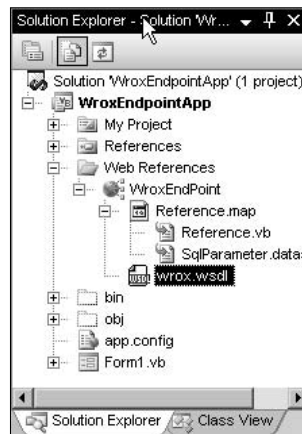 Solution Explorer - Solution 'Wr...
Solution 'WroxEndpointApp' (1 project)
WroxEndpointApp
My Project
References
Web References
WroxEndPoint
Reference.map
Reference.vb
SqlParameter.datas
wrox.wsdl
bin
obj
app.config
Form1.vb
Solution Explorer
Class View